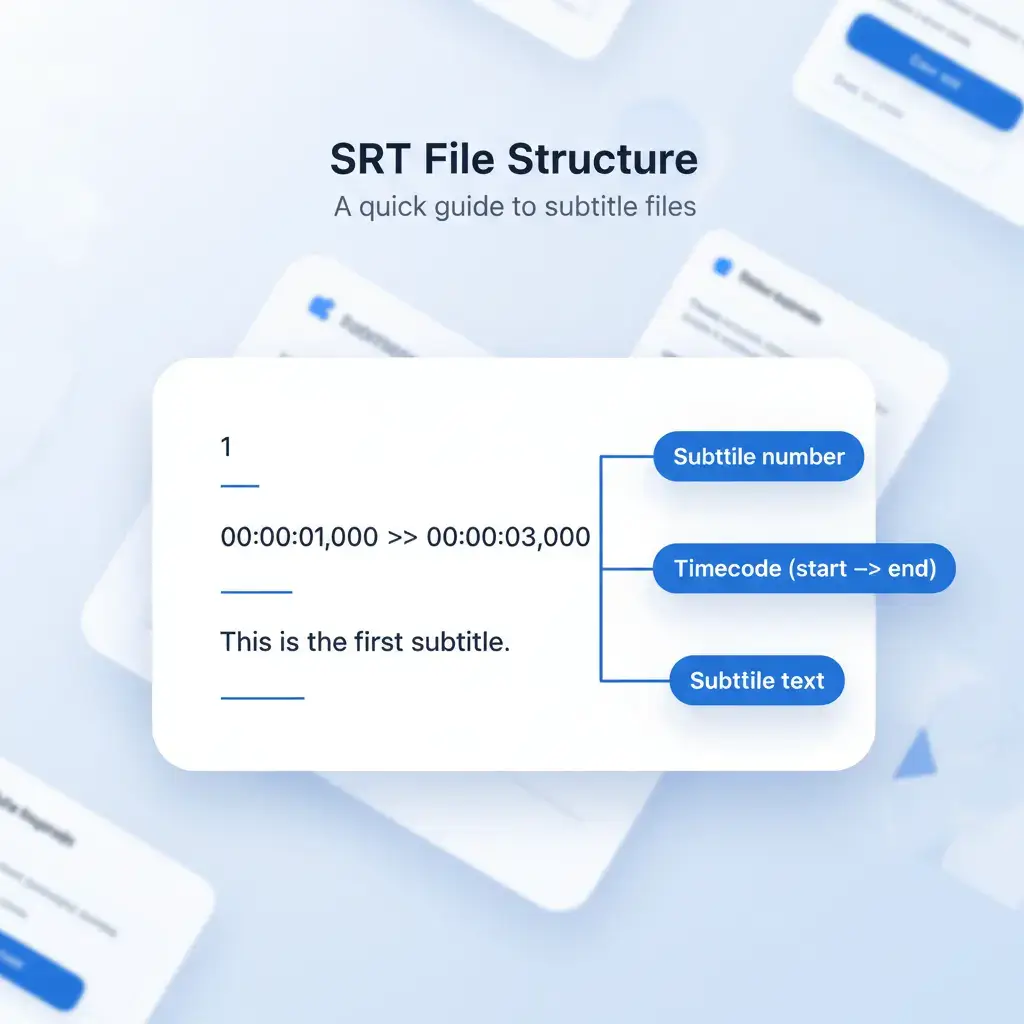 SRT File Structure
A quick guide to subtitle files
1
Subttile number
00:00:01,000 >> 00:00:03,000
Timecode (start —> end)
This is the first subtitle.
Subttile text